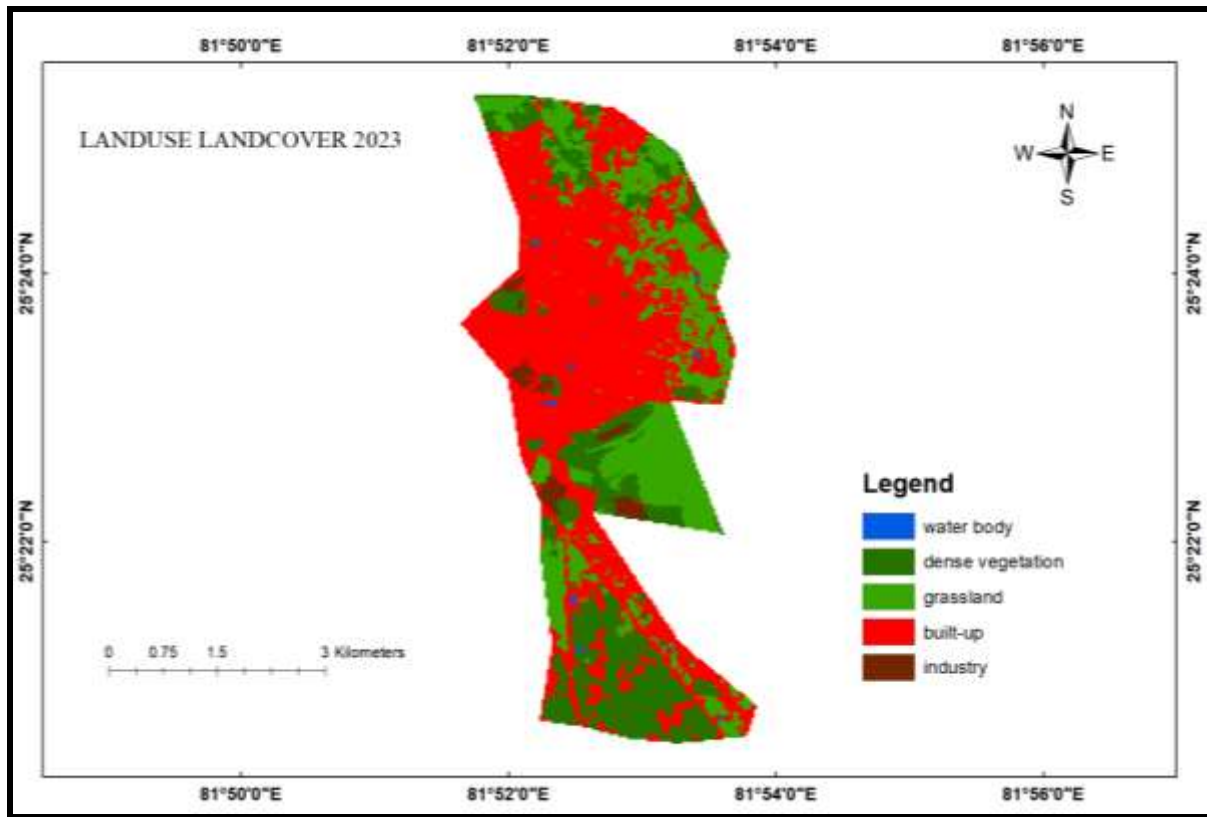 81°50'0"E 81°52'0"E 81°54'0"E 81°56'0"E
LANDUSE LANDCOVER 2023
N
W E
S
25°24'0"N 25°24'0"N
Legend
water body
25°22'0"N 25°22'0"N
dense vegetation
grassland
built-up
0 0.75 1.5 3 Kilometers
industry
81°50'0"E 81°52'0"E 81°54'0"E 81°56'0"E